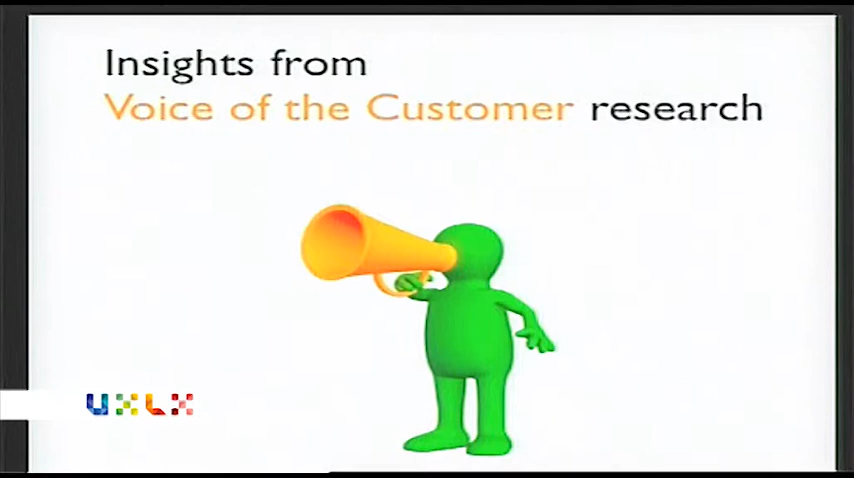 Insights from
Voice of the Customer research
UXLX